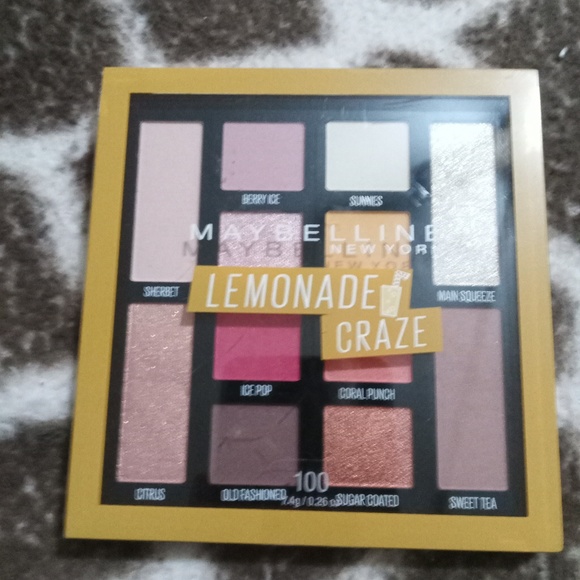 BERRY ICE
SUNNIES
MAYBELLINE
NEW YORK
SHERBET
MAIN SQUEEZE
LEMONADE
CRAZE
ICE POP
CORAL PUNCH
100
CITRUS
OLD FASHIONED
SUGAR COATED
SWEET TEA